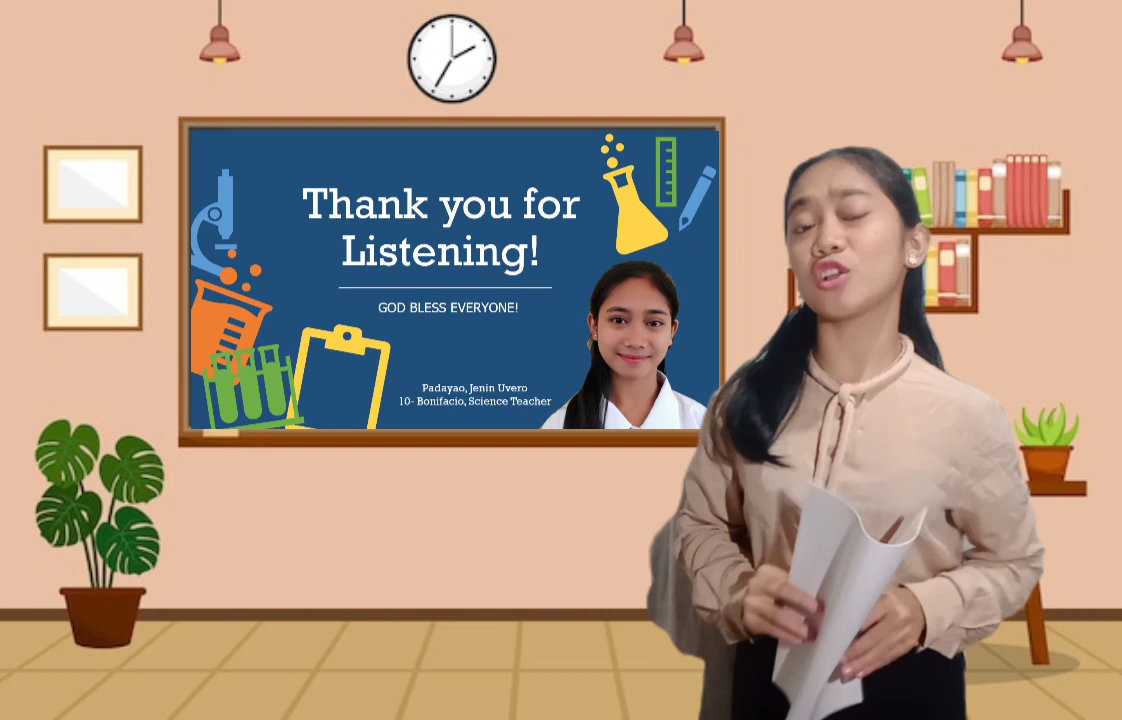 Thank you for
Listening!
GOD BLESS EVERYONE!
Padayao, Jenin Uvero
10- Bonifacio, Science Teacher